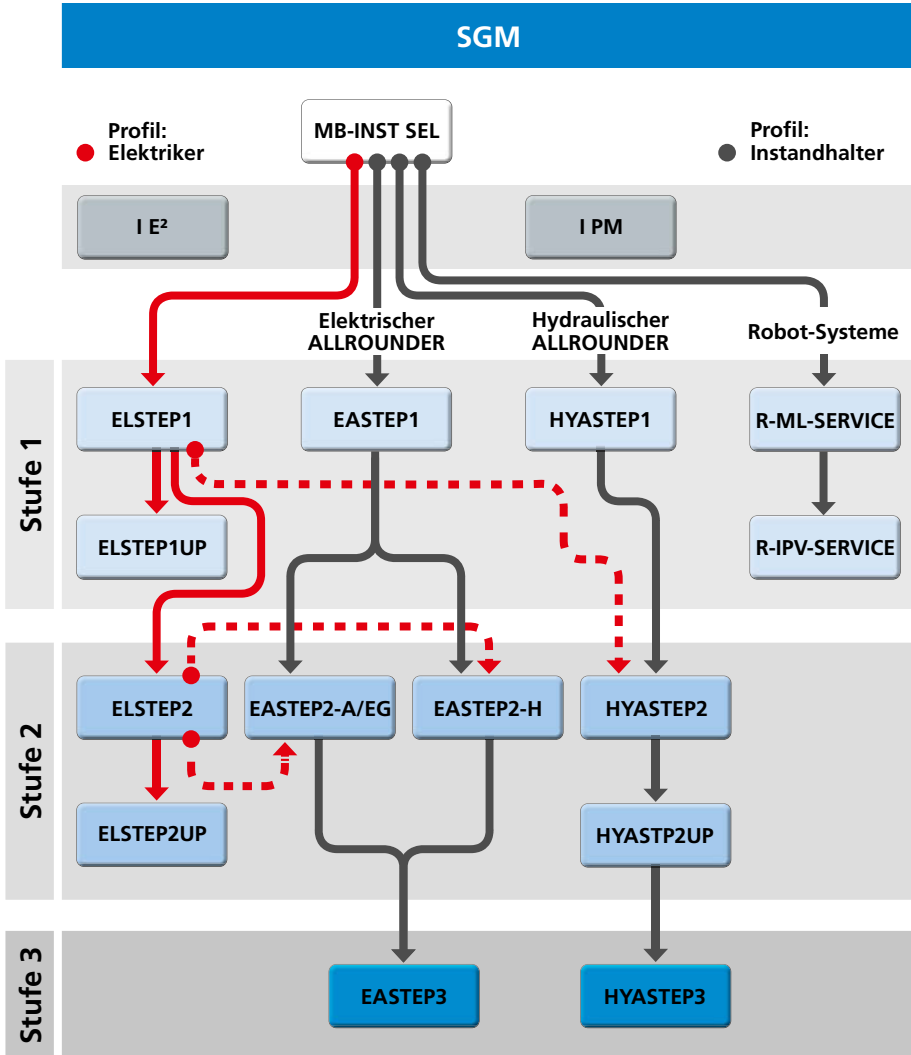 SGM
Profil:
Elektriker
MB-INST SEL
Profil:
Instandhalter
I E²
I PM
Elektrischer
ALLROUNDER
Hydraulischer
ALLROUNDER
Robot-Systeme
Stufe 1
ELSTEP1
EASTEP1
HYASTEP1
R-ML-SERVICE
ELSTEP1UP
R-IPV-SERVICE
Stufe 2
ELSTEP2
EASTEP2-A/EG
EASTEP2-H
HYASTEP2
ELSTEP2UP
HYASTP2UP
Stufe 3
EASTEP3
HYASTEP3